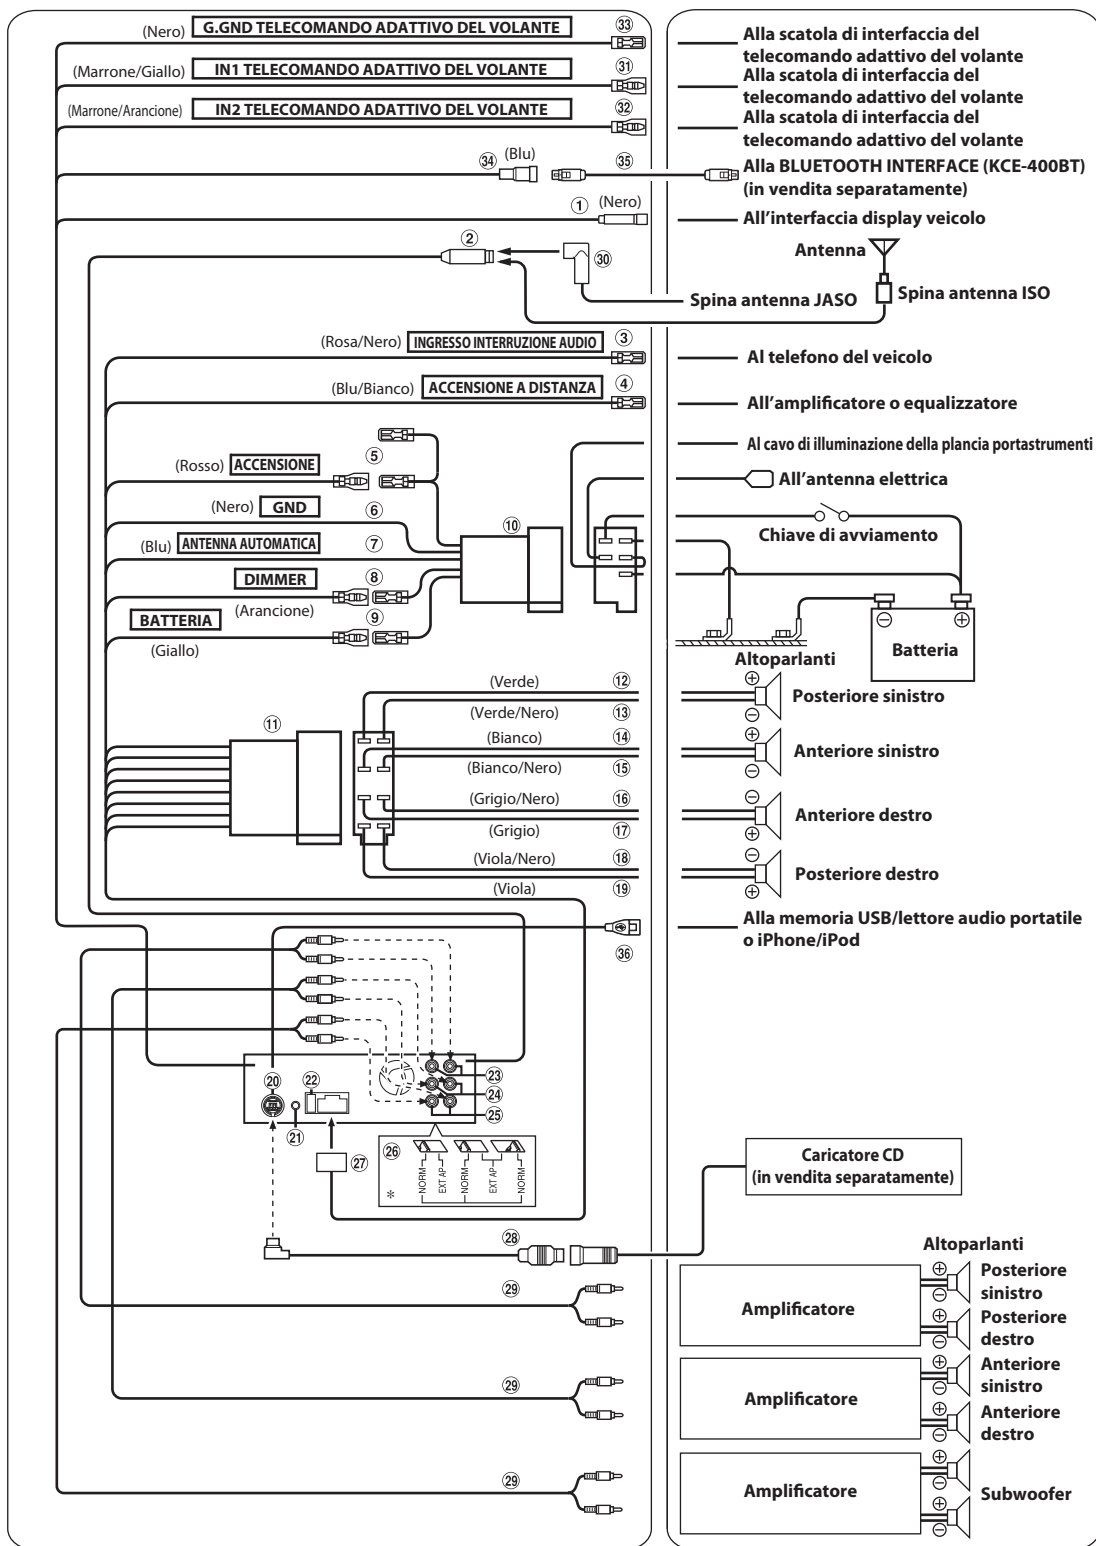 (Nero) G.GND TELECOMANDO ADATTIVO DEL VOLANTE ㉝ Alla scatola di interfaccia del
telecomando adattivo del volante
(Marrone/Giallo) IN1 TELECOMANDO ADATTIVO DEL VOLANTE ㉛ Alla scatola di interfaccia del
telecomando adattivo del volante
(Marrone/Arancione) IN2 TELECOMANDO ADATTIVO DEL VOLANTE ㉜ Alla scatola di interfaccia del
telecomando adattivo del volante
㉞ (Blu) ㉟ Alla BLUETOOTH INTERFACE (KCE-400BT)
(in vendita separatamente)
① (Nero) All'interfaccia display veicolo
② ㉚ Antenna
Spina antenna JASO Spina antenna ISO
(Rosa/Nero) INGRESSO INTERRUZIONE AUDIO ③ Al telefono del veicolo
(Blu/Bianco) ACCENSIONE A DISTANZA ④ All'amplificatore o equalizzatore
Al cavo di illuminazione della plancia portastrumenti
(Rosso) ACCENSIONE ⑤ All'antenna elettrica
(Nero) GND ⑥ ⑩ Chiave di avviamento
(Blu) ANTENNA AUTOMATICA ⑦
DIMMER ⑧
(Arancione)
BATTERIA ⑨
(Giallo)
⊖ ⊕
Batteria
Altoparlanti
⑪
(Verde) ⑫ ⊕ Posteriore sinistro
(Verde/Nero) ⑬ ⊖
(Bianco) ⑭ ⊕ Anteriore sinistro
(Bianco/Nero) ⑮ ⊖
(Grigio/Nero) ⑯ ⊖ Anteriore destro
(Grigio) ⑰ ⊕
(Viola/Nero) ⑱ ⊖ Posteriore destro
(Viola) ⑲ ⊕
㊱ Alla memoria USB/lettore audio portatile
o iPhone/iPod
⑳ ㉑ ㉒ ㉓
㉔
㉕
㉖ ㉗
NORM EXT AP NORM EXT AP NORM
*
Caricatore CD
(in vendita separatamente)
㉘
Altoparlanti
㉙ Amplificatore ⊕ ⊖ Posteriore
sinistro
⊕ ⊖ Posteriore
destro
㉙ Amplificatore ⊕ ⊖ Anteriore
sinistro
⊕ ⊖ Anteriore
destro
㉙ Amplificatore ⊕ ⊖ ⊕ ⊖ Subwoofer